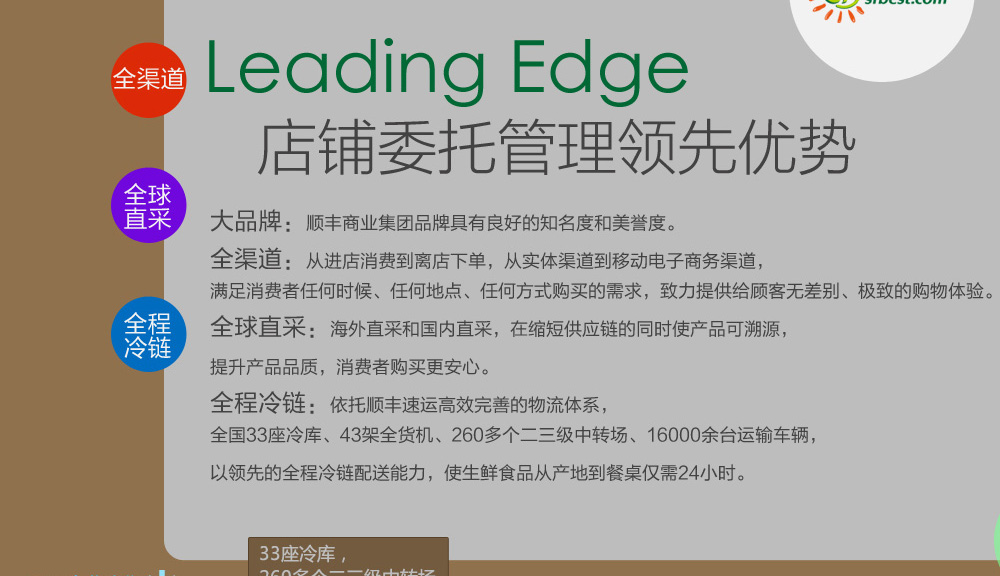 srbest.com
全渠道
Leading Edge
店铺委托管理领先优势
全球
直采
大品牌：顺丰商业集团品牌具有良好的知名度和美誉度。
全渠道：从进店消费到离店下单，从实体渠道到移动电子商务渠道，
满足消费者任何时候、任何地点、任何方式购买的需求，致力提供给顾客无差别、极致的购物体验。
全程
冷链
全球直采：海外直采和国内直采，在缩短供应链的同时使产品可溯源，
提升产品品质，消费者购买更安心。
全程冷链：依托顺丰速运高效完善的物流体系，
全国33座冷库、43架全货机、260多个二三级中转场、16000余台运输车辆，
以领先的全程冷链配送能力，使生鲜食品从产地到餐桌仅需24小时。
33座冷库，
260多个二三级中转场